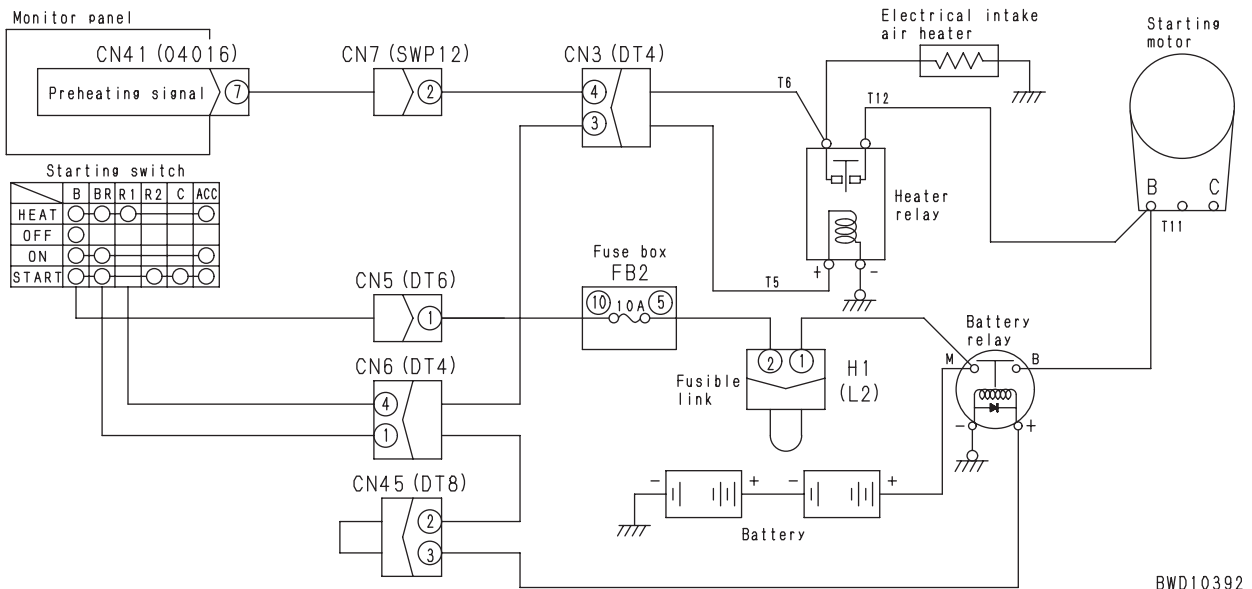 Monitor panel
CN41 (04016)
Preheating signal
7
CN7 (SWP12)
2
CN3 (DT4)
4
3
Electrical intake
air heater
Starting
motor
T6
T12
B
C
T11
Heater
relay
+
-
T5
Starting switch
B BR R1 R2 C ACC
HEAT
OFF
ON
START
CN5 (DT6)
1
Fuse box
FB2
10 10A 5
2 1
Fusible
link
H1
(L2)
Battery
relay
M
B
-
+
CN6 (DT4)
4
1
CN45 (DT8)
2
3
- + - +
Battery
BWD10392